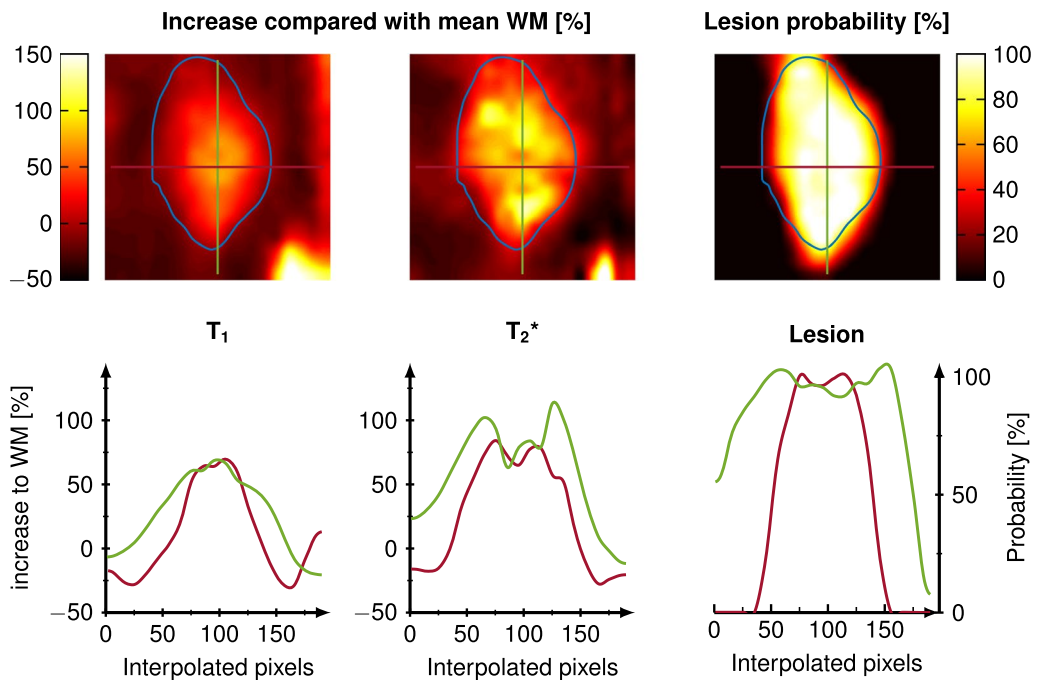 Increase compared with mean WM [%]
Lesion probability [%]
150
100
50
0
−50
100
80
60
40
20
0
T₁
T₂*
Lesion
increase to WM [%]
100
50
0
−50
0 50 100 150
Interpolated pixels
100
50
0
−50
0 50 100 150
Interpolated pixels
100
50
0
Probability [%]
0 50 100 150
Interpolated pixels